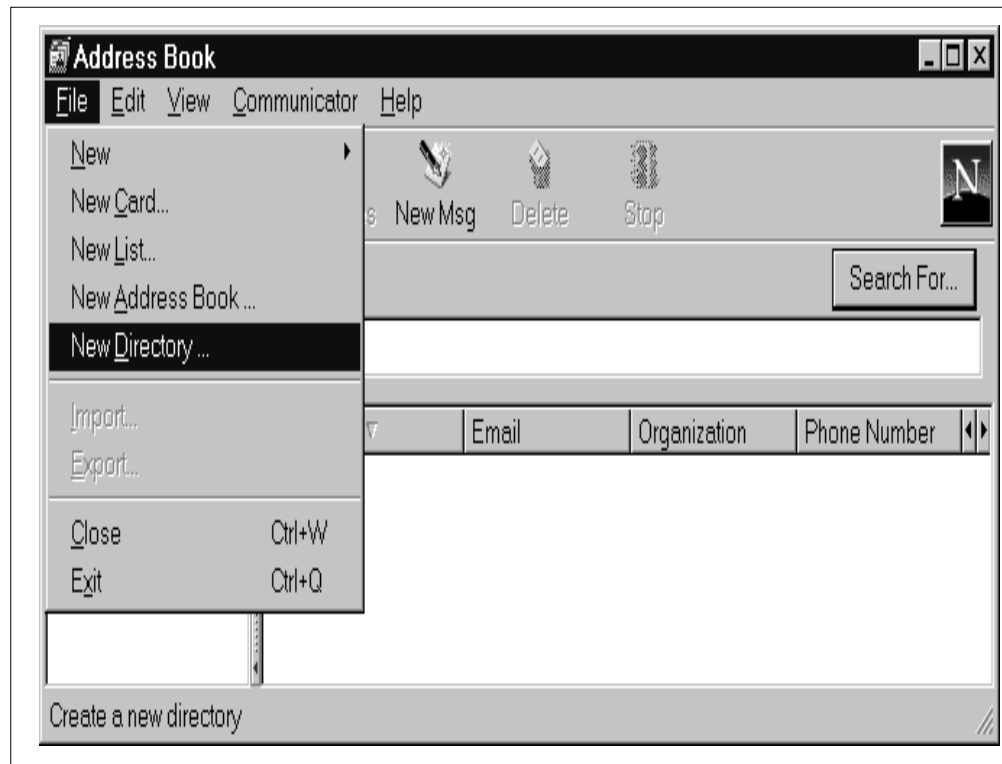 Address Book
File Edit View Communicator Help
New
New Card...
New List...
New Address Book ...
New Directory ...
Import...
Export...
Close Ctrl+W
Exit Ctrl+Q
New Msg Delete Stop
N
Search For...
Email Organization Phone Number
Create a new directory